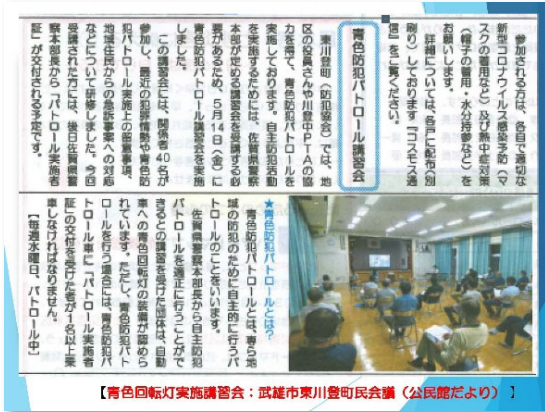 参加される方は、各自で適切な
新型コロナウイルス感染予防（マ
スクの着用など）及び熱中症対策
（帽子の着用・水分持参など）を
お願いします。
詳細については、各戸に配布（別
刷り）しております『コスモス通
信』をご覧ください。
青色防犯パトロール講習会
東川登町（防犯協会）では、地
区の役員さんや川登中PTAの協
力を得て、青色防犯パトロールを
実施しております。自主防犯活動
を実施するためには、佐賀県警察
本部が定める講習会を受講する必
要があるため、5月14日（金）に
青色防犯パトロール講習会を実施
しました。
この講習会には、関係者40名が
参加し、最近の犯罪情勢や青色防
犯パトロール実施上の留意事項、
地域住民からの急訴事案への対応
などについて研修しました。今回
受講された方には、後日佐賀県警
察本部長から「パトロール実施者
証」が交付される予定です。
★青色防犯パトロールとは？
青色防犯パトロールとは、専ら地
域の防犯のために自主的に行うパ
トロールのことをいいます。
佐賀県警察本部長から自主防犯
パトロールを適正に行うことがで
きるとの講習を受けた団体は、自動
車への青色回転灯の装備が認めら
れています。ただし、青色防犯パト
ロールを行う場合には、青色防犯パ
トロール車に「パトロール実施者
証」の交付を受けた者が1名以上乗
車しなければなりません。
【毎週水曜日、パトロール中】
【青色回転灯実施講習会：武雄市東川登町民会議（公民館だより） 】